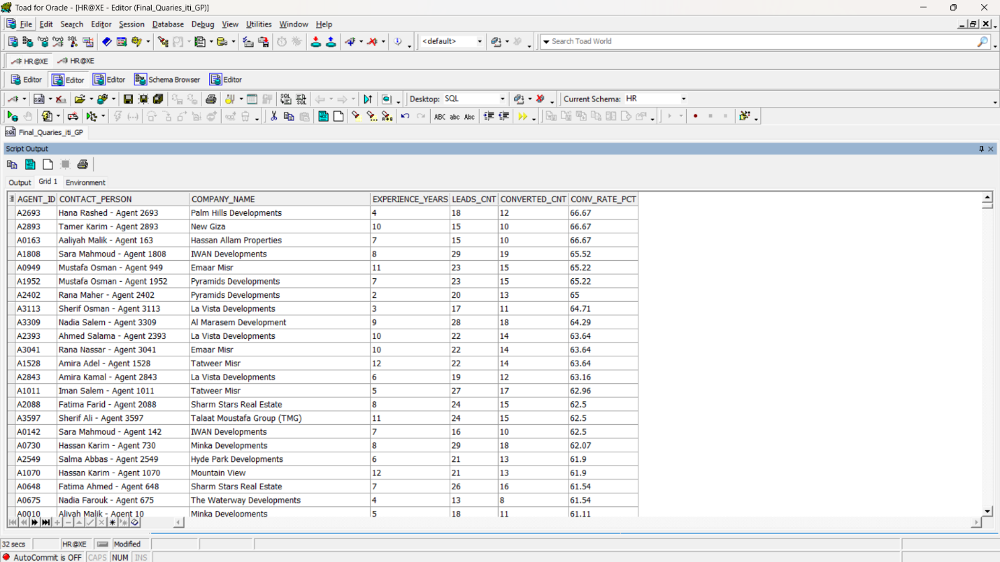 Toad for Oracle - [HR@XE - Editor (Final_Quaries_iti_GP)]
File Edit Search Editor Session Database Debug View Utilities Window Help
<default> Search Toad World
HR@XE HR@XE
Editor Editor Editor Schema Browser Editor
Desktop: SQL Current Schema: HR
Final_Quaries_iti_GP
Script Output
Output Grid 1 Environment
AGENT_ID CONTACT_PERSON COMPANY_NAME EXPERIENCE_YEARS LEADS_CNT CONVERTED_CNT CONV_RATE_PCT
A2693 Hana Rashed - Agent 2693 Palm Hills Developments 4 18 12 66.67
A2893 Tamer Karim - Agent 2893 New Giza 10 15 10 66.67
A0163 Aaliyah Malik - Agent 163 Hassan Allam Properties 7 15 10 66.67
A1808 Sara Mahmoud - Agent 1808 IWAN Developments 8 29 19 65.52
A0949 Mustafa Osman - Agent 949 Emaar Misr 11 23 15 65.22
A1952 Mustafa Osman - Agent 1952 Pyramids Developments 7 23 15 65.22
A2402 Rana Maher - Agent 2402 Pyramids Developments 2 20 13 65
A3113 Sherif Osman - Agent 3113 La Vista Developments 3 17 11 64.71
A3309 Nadia Salem - Agent 3309 Al Marasem Development 9 28 18 64.29
A2393 Ahmed Salama - Agent 2393 La Vista Developments 10 22 14 63.64
A3041 Rana Nassar - Agent 3041 Emaar Misr 10 22 14 63.64
A1528 Amira Adel - Agent 1528 Tatweer Misr 12 22 14 63.64
A2843 Amira Kamal - Agent 2843 La Vista Developments 6 19 12 63.16
A1011 Iman Salem - Agent 1011 Tatweer Misr 5 27 17 62.96
A2088 Fatima Farid - Agent 2088 Sharm Stars Real Estate 8 24 15 62.5
A3597 Sherif Ali - Agent 3597 Talaat Moustafa Group (TMG) 11 24 15 62.5
A0142 Sara Mahmoud - Agent 142 IWAN Developments 7 16 10 62.5
A0730 Hassan Karim - Agent 730 Minka Developments 8 29 18 62.07
A2549 Salma Abbas - Agent 2549 Hyde Park Developments 6 21 13 61.9
A1070 Hassan Karim - Agent 1070 Mountain View 12 21 13 61.9
A0648 Fatima Ahmed - Agent 648 Sharm Stars Real Estate 7 26 16 61.54
A0675 Nadia Farouk - Agent 675 The Waterway Developments 4 13 8 61.54
A0010 Aliyah Malik - Agent 10 Minka Developments 5 18 11 61.11
32 secs HR@XE Modified
AutoCommit is OFF CAPS NUM INS